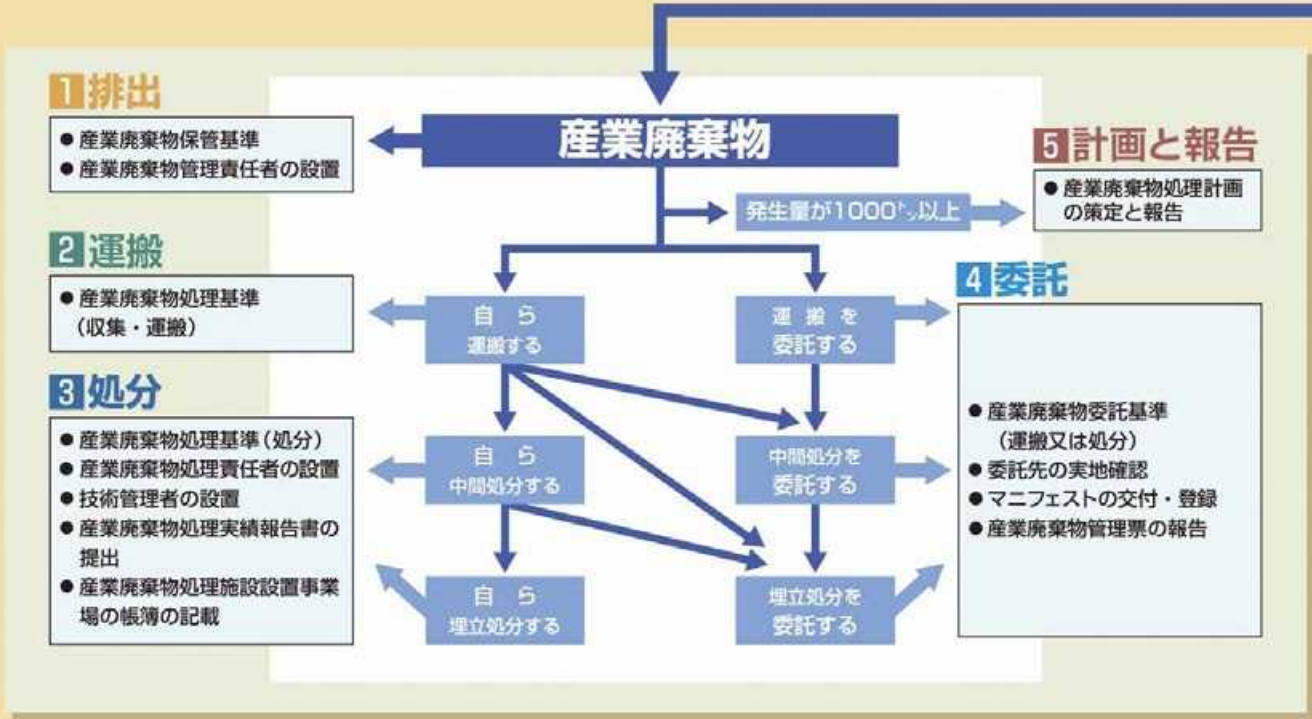 産業廃棄物
1 排出
● 産業廃棄物保管基準
● 産業廃棄物管理責任者の設置
発生量が1000㌧以上
5 計画と報告
● 産業廃棄物処理計画
の策定と報告
2 運搬
● 産業廃棄物処理基準
（収集・運搬）
自 ら
運搬する
運 搬 を
委託する
3 処分
● 産業廃棄物処理基準（処分）
● 産業廃棄物処理責任者の設置
● 技術管理者の設置
● 産業廃棄物処理実績報告書の
提出
● 産業廃棄物処理施設設置事業
場の帳簿の記載
自 ら
中間処分する
中間処分を
委託する
自 ら
埋立処分する
埋立処分を
委託する
4 委託
● 産業廃棄物委託基準
（運搬又は処分）
● 委託先の実地確認
● マニフェストの交付・登録
● 産業廃棄物管理票の報告